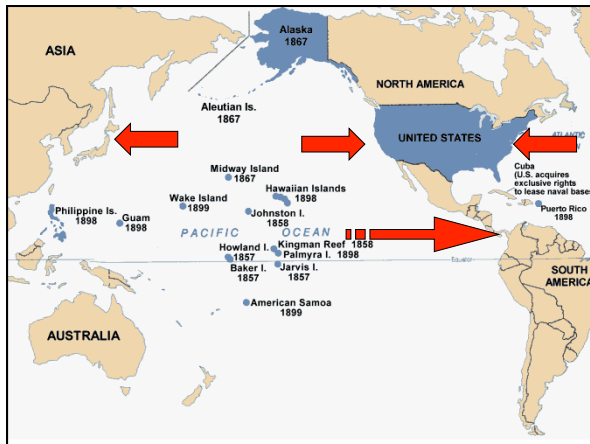 Alaska
1867
ASIA
NORTH AMERICA
Aleutian Is.
1867
UNITED STATES
ATLANTIC
Midway Island
1867
Cuba
(U.S. acquires
exclusive rights
to lease naval bases
Hawaiian Islands
1898
Wake Island
1899
Johnston I.
1858
Philippine Is.
1898
Guam
1898
Puerto Rico
1898
PACIFIC OCEAN
Howland I.
1857
Kingman Reef 1858
Palmyra I. 1898
Baker I.
1857
Jarvis I.
1857
Equator
SOUTH
AMERICA
American Samoa
1899
AUSTRALIA